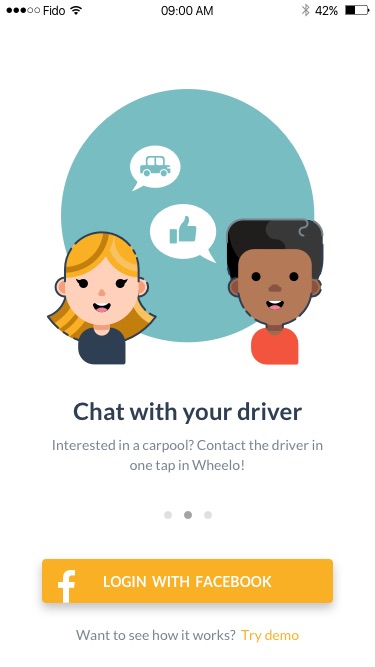 Fido 09:00 AM 42%
Chat with your driver
Interested in a carpool? Contact the driver in
one tap in Wheelo!
LOGIN WITH FACEBOOK
Want to see how it works? Try demo